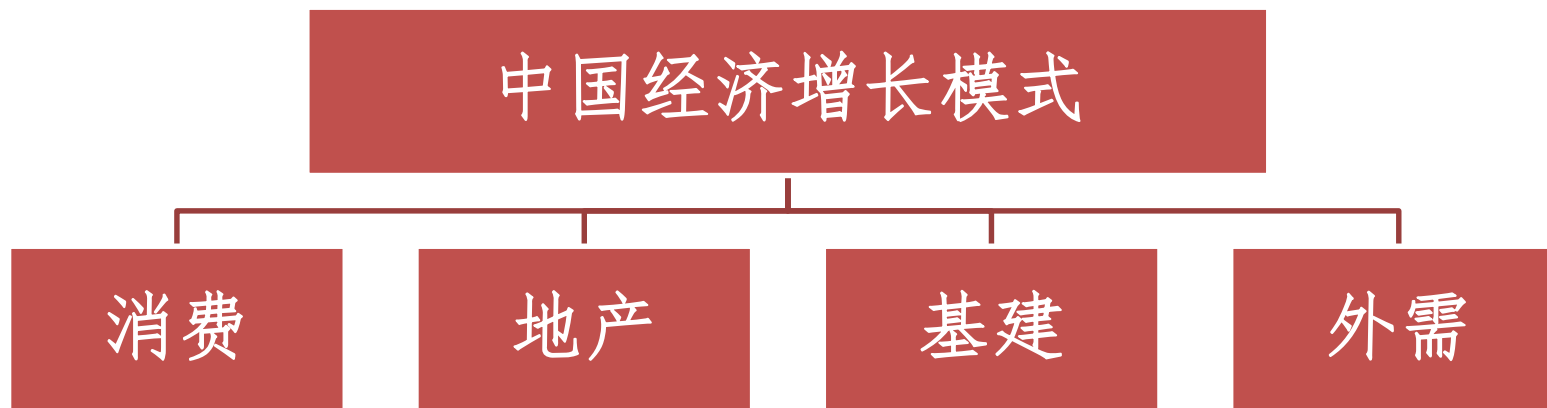 中国经济增长模式
消费
地产
基建
外需